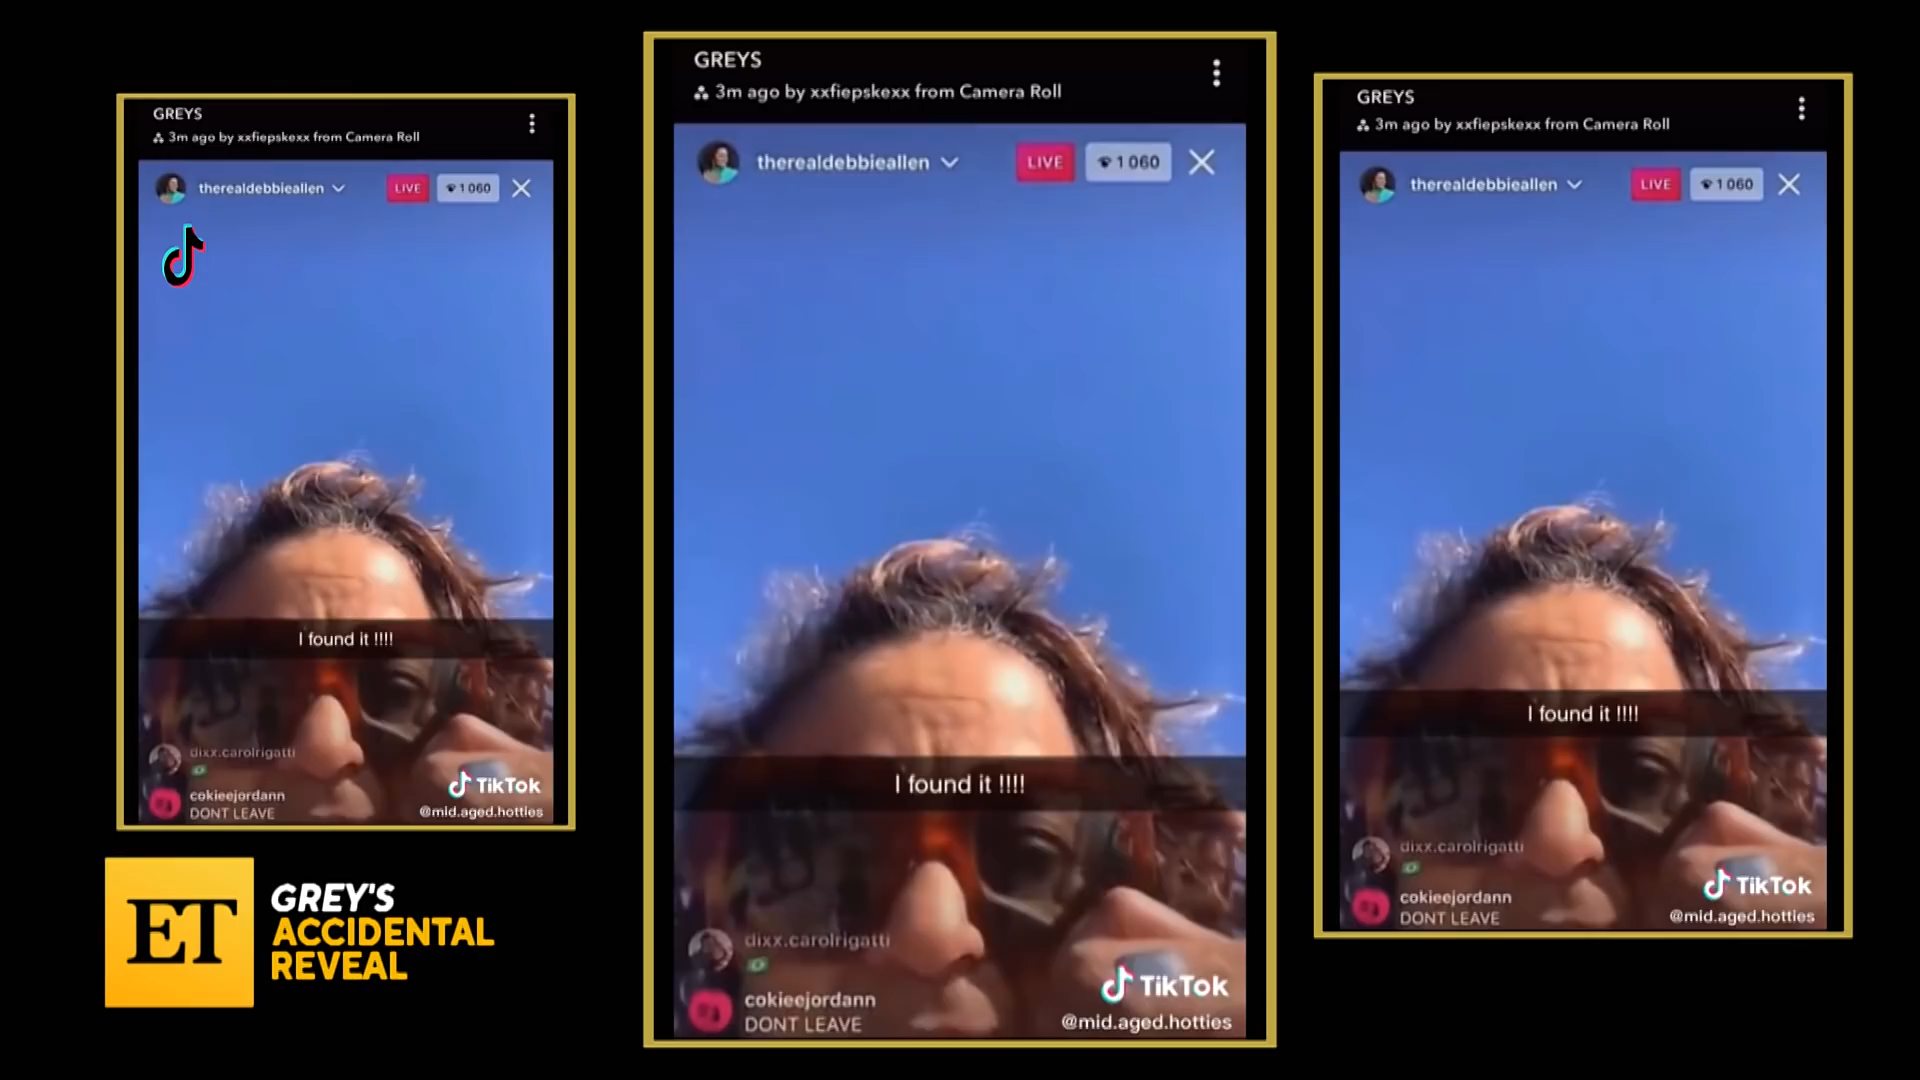 GREYS
3m ago by xxfiepskexx from Camera Roll
therealdebbieallen
LIVE
1 060
I found it !!!!
dixx.carolrigatti
cokieejordann
DONT LEAVE
TikTok
@mid.aged.hotties
ET
GREY'S
ACCIDENTAL
REVEAL
GREYS
3m ago by xxfiepskexx from Camera Roll
therealdebbieallen
LIVE
1 060
I found it !!!!
dixx.carolrigatti
cokieejordann
DONT LEAVE
TikTok
@mid.aged.hotties
GREYS
3m ago by xxfiepskexx from Camera Roll
therealdebbieallen
LIVE
1 060
I found it !!!!
dixx.carolrigatti
cokieejordann
DONT LEAVE
TikTok
@mid.aged.hotties